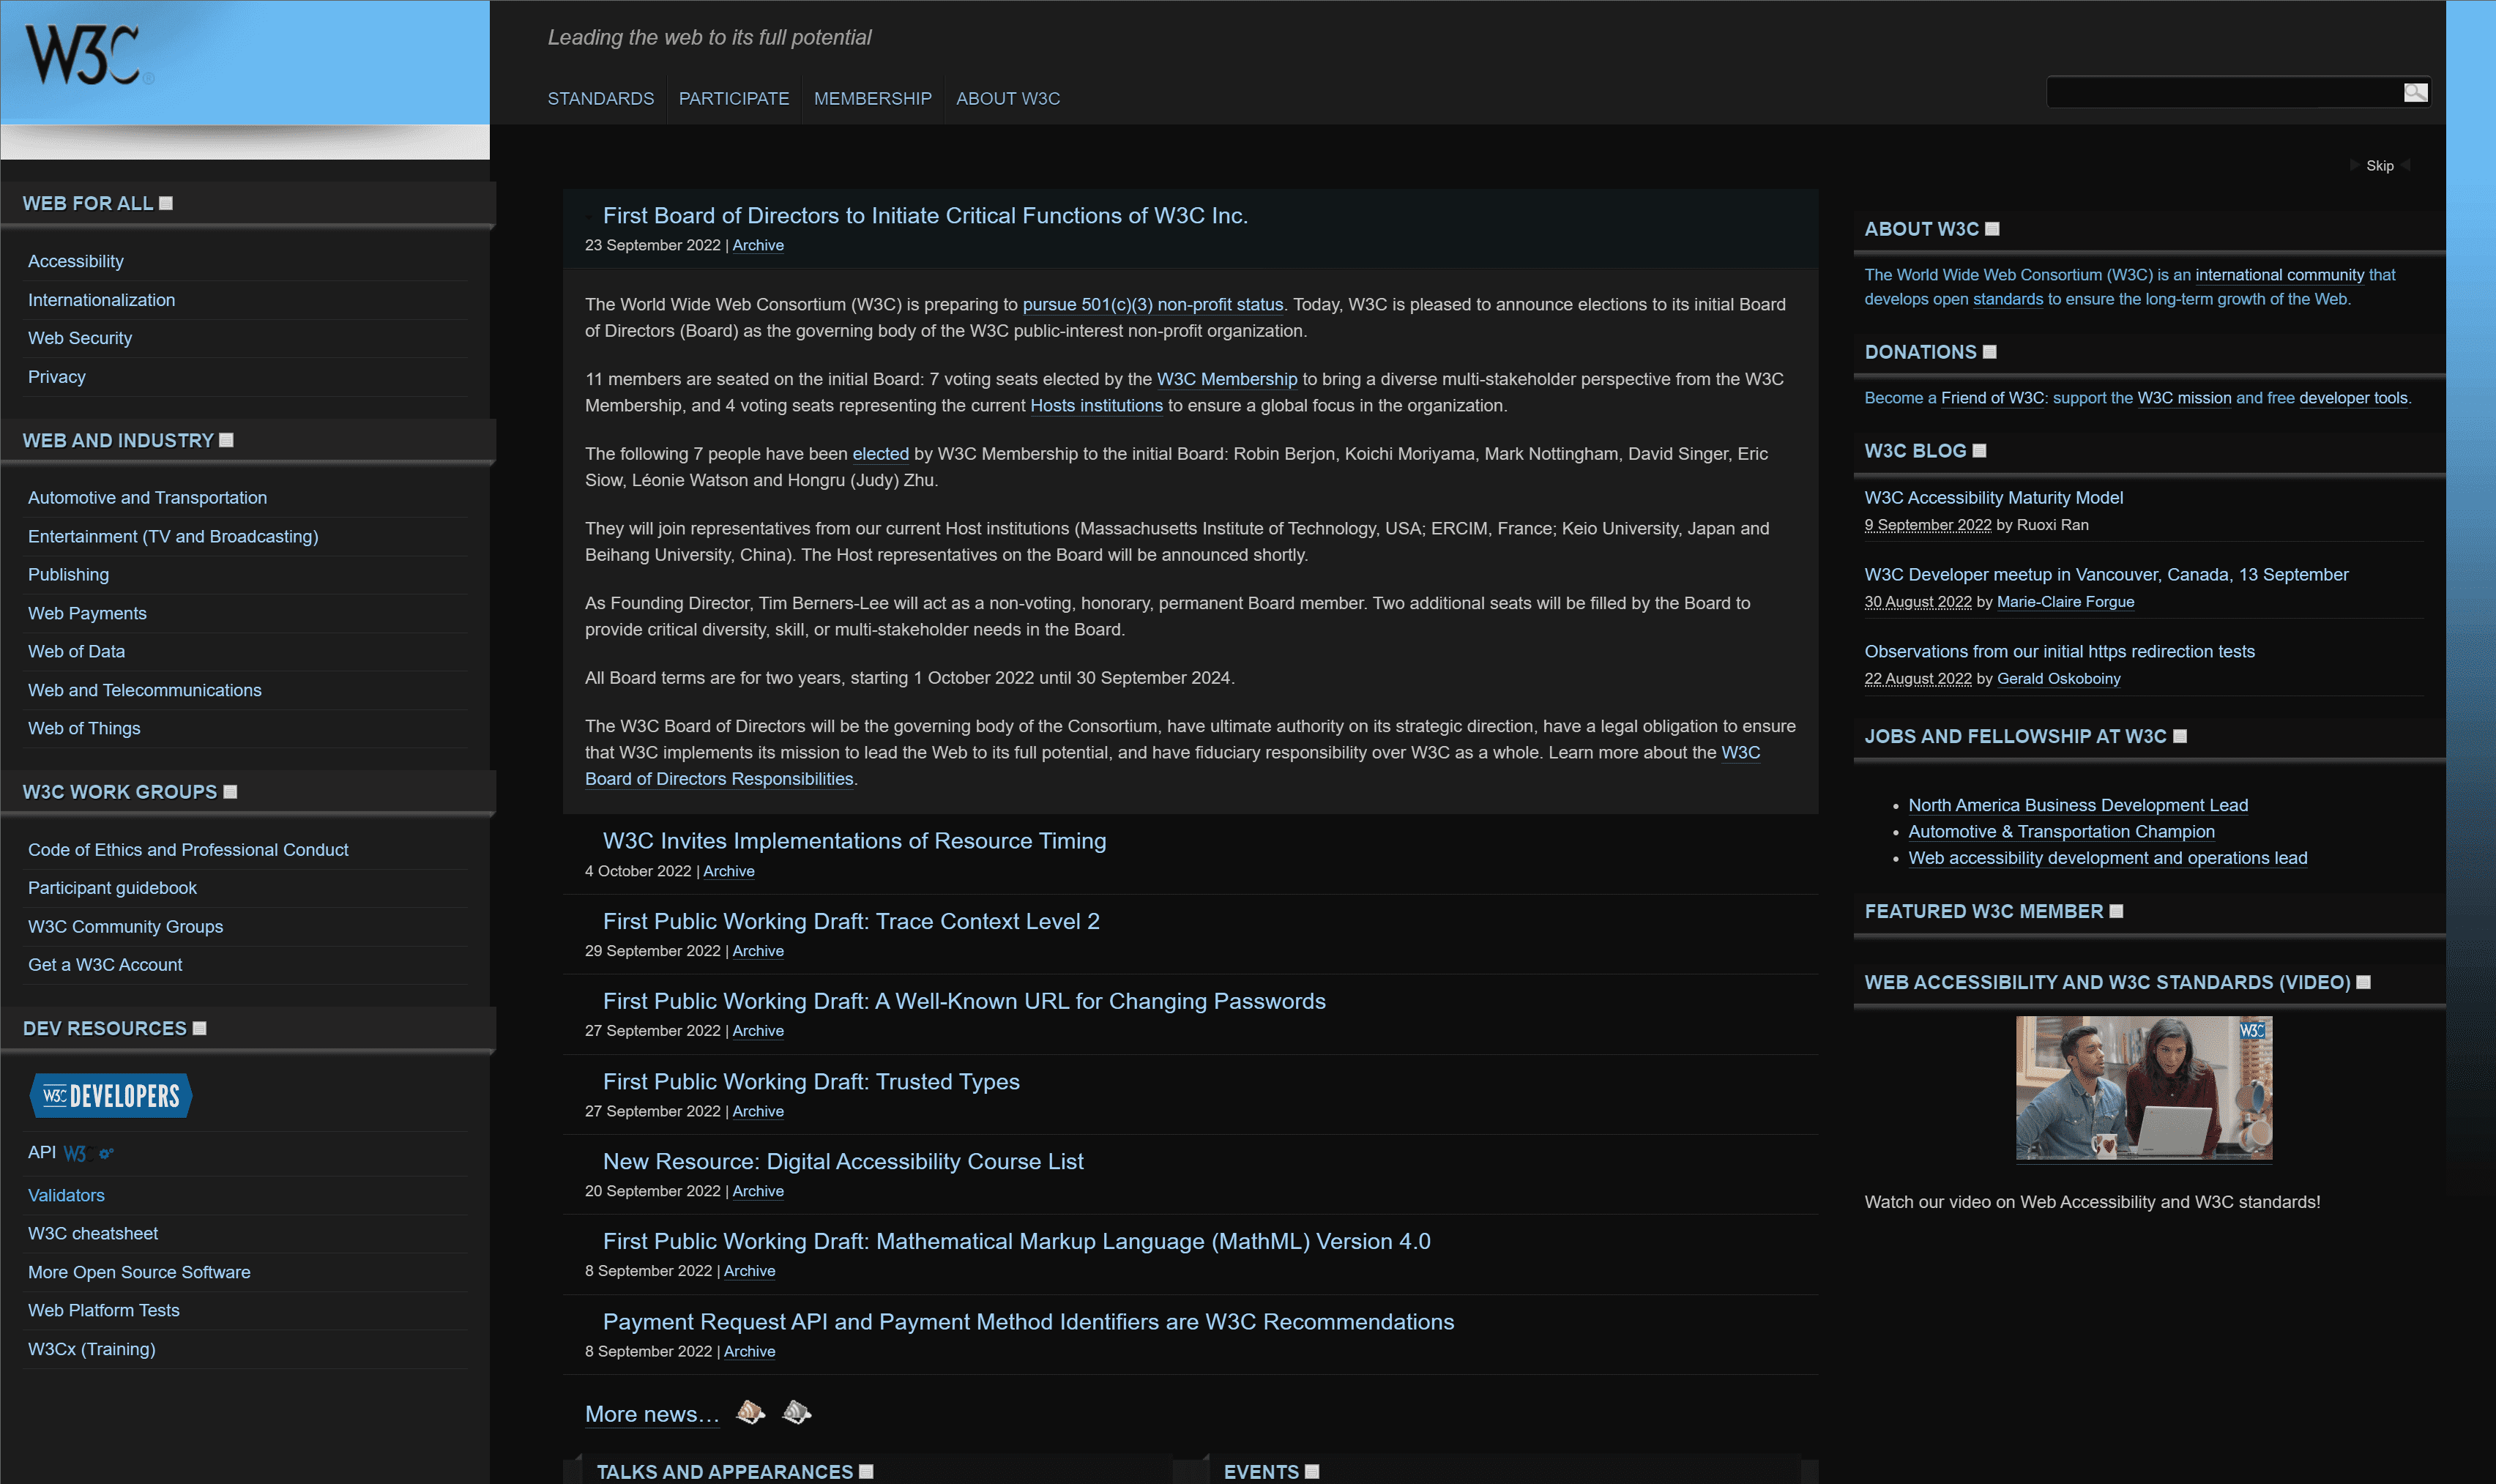 W3C®
Leading the web to its full potential
STANDARDS
PARTICIPATE
MEMBERSHIP
ABOUT W3C
Skip
WEB FOR ALL
Accessibility
Internationalization
Web Security
Privacy
WEB AND INDUSTRY
Automotive and Transportation
Entertainment (TV and Broadcasting)
Publishing
Web Payments
Web of Data
Web and Telecommunications
Web of Things
W3C WORK GROUPS
Code of Ethics and Professional Conduct
Participant guidebook
W3C Community Groups
Get a W3C Account
DEV RESOURCES
W3C DEVELOPERS
API W3C
Validators
W3C cheatsheet
More Open Source Software
Web Platform Tests
W3Cx (Training)
First Board of Directors to Initiate Critical Functions of W3C Inc.
23 September 2022 | Archive
The World Wide Web Consortium (W3C) is preparing to pursue 501(c)(3) non-profit status. Today, W3C is pleased to announce elections to its initial Board
of Directors (Board) as the governing body of the W3C public-interest non-profit organization.
11 members are seated on the initial Board: 7 voting seats elected by the W3C Membership to bring a diverse multi-stakeholder perspective from the W3C
Membership, and 4 voting seats representing the current Hosts institutions to ensure a global focus in the organization.
The following 7 people have been elected by W3C Membership to the initial Board: Robin Berjon, Koichi Moriyama, Mark Nottingham, David Singer, Eric
Siow, Léonie Watson and Hongru (Judy) Zhu.
They will join representatives from our current Host institutions (Massachusetts Institute of Technology, USA; ERCIM, France; Keio University, Japan and
Beihang University, China). The Host representatives on the Board will be announced shortly.
As Founding Director, Tim Berners-Lee will act as a non-voting, honorary, permanent Board member. Two additional seats will be filled by the Board to
provide critical diversity, skill, or multi-stakeholder needs in the Board.
All Board terms are for two years, starting 1 October 2022 until 30 September 2024.
The W3C Board of Directors will be the governing body of the Consortium, have ultimate authority on its strategic direction, have a legal obligation to ensure
that W3C implements its mission to lead the Web to its full potential, and have fiduciary responsibility over W3C as a whole. Learn more about the W3C
Board of Directors Responsibilities.
W3C Invites Implementations of Resource Timing
4 October 2022 | Archive
First Public Working Draft: Trace Context Level 2
29 September 2022 | Archive
First Public Working Draft: A Well-Known URL for Changing Passwords
27 September 2022 | Archive
First Public Working Draft: Trusted Types
27 September 2022 | Archive
New Resource: Digital Accessibility Course List
20 September 2022 | Archive
First Public Working Draft: Mathematical Markup Language (MathML) Version 4.0
8 September 2022 | Archive
Payment Request API and Payment Method Identifiers are W3C Recommendations
8 September 2022 | Archive
More news…
TALKS AND APPEARANCES
EVENTS
ABOUT W3C
The World Wide Web Consortium (W3C) is an international community that
develops open standards to ensure the long-term growth of the Web.
DONATIONS
Become a Friend of W3C: support the W3C mission and free developer tools.
W3C BLOG
W3C Accessibility Maturity Model
9 September 2022 by Ruoxi Ran
W3C Developer meetup in Vancouver, Canada, 13 September
30 August 2022 by Marie-Claire Forgue
Observations from our initial https redirection tests
22 August 2022 by Gerald Oskoboiny
JOBS AND FELLOWSHIP AT W3C
• North America Business Development Lead
• Automotive & Transportation Champion
• Web accessibility development and operations lead
FEATURED W3C MEMBER
WEB ACCESSIBILITY AND W3C STANDARDS (VIDEO)
W3C
Watch our video on Web Accessibility and W3C standards!